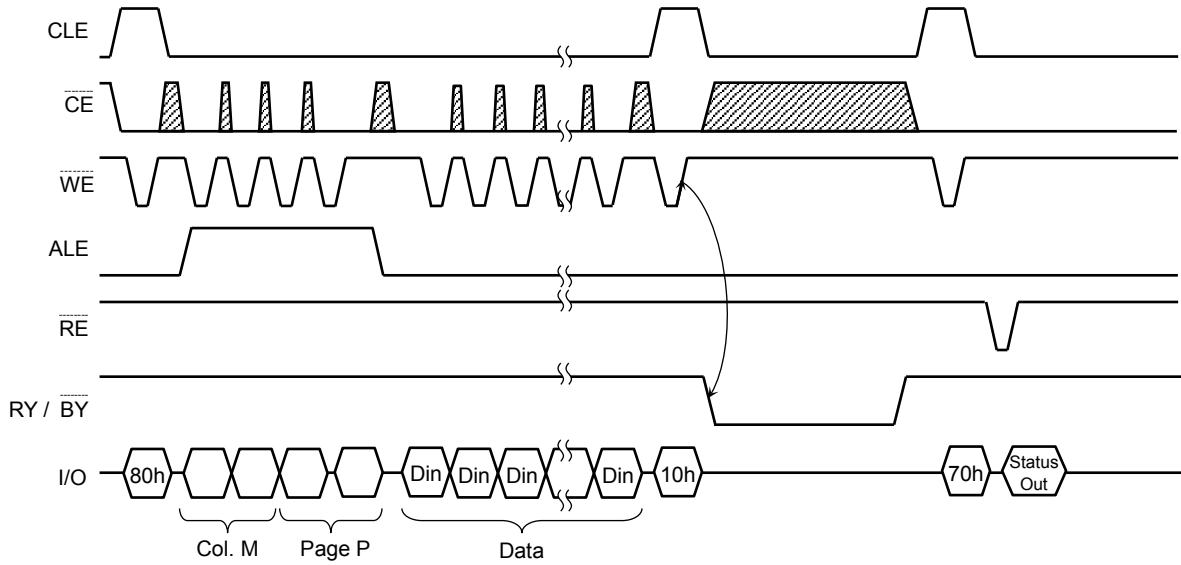 CLE
CE
WE
ALE
RE
RY / BY
I/O
80h
Din
Din
Din
Din
10h
70h
Status
Out
Col. M
Page P
Data